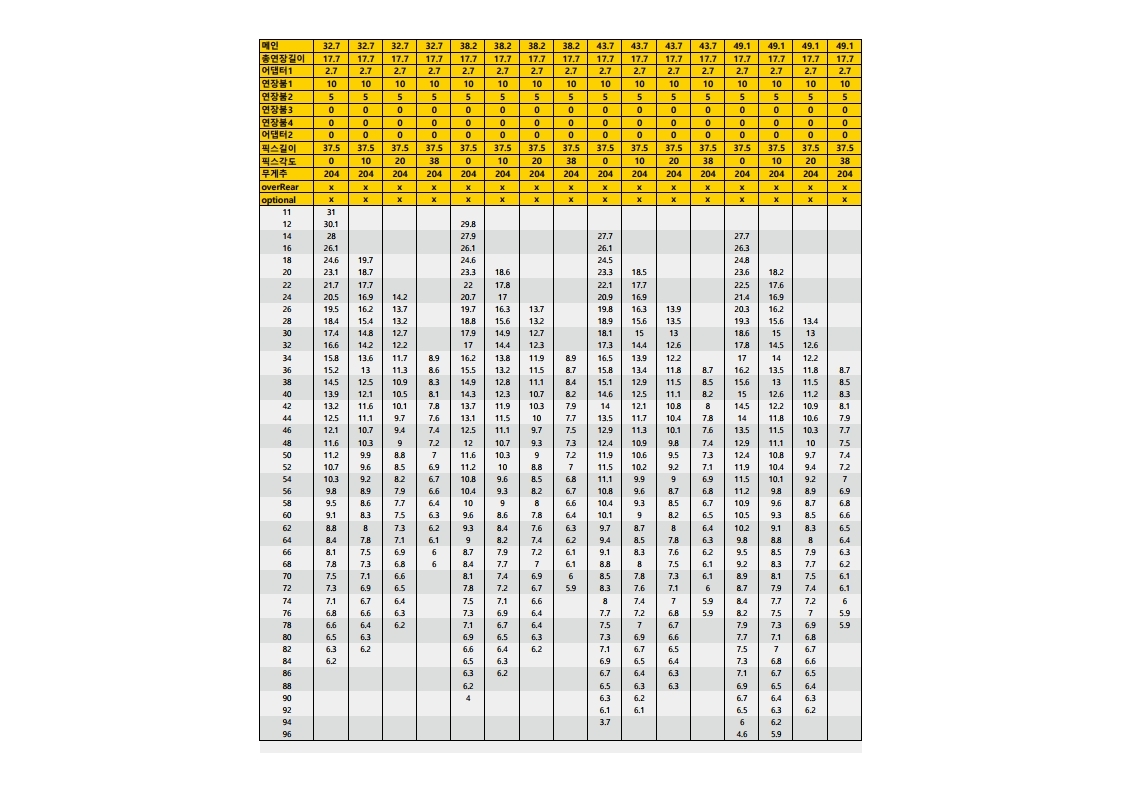 메인 32.7 32.7 32.7 32.7 38.2 38.2 38.2 38.2 43.7 43.7 43.7 43.7 49.1 49.1 49.1 49.1
총연장길이 17.7 17.7 17.7 17.7 17.7 17.7 17.7 17.7 17.7 17.7 17.7 17.7 17.7 17.7 17.7 17.7
어댑터1 2.7 2.7 2.7 2.7 2.7 2.7 2.7 2.7 2.7 2.7 2.7 2.7 2.7 2.7 2.7 2.7
연장붐1 10 10 10 10 10 10 10 10 10 10 10 10 10 10 10 10
연장붐2 5 5 5 5 5 5 5 5 5 5 5 5 5 5 5 5
연장붐3 0 0 0 0 0 0 0 0 0 0 0 0 0 0 0 0
연장붐4 0 0 0 0 0 0 0 0 0 0 0 0 0 0 0 0
어댑터2 0 0 0 0 0 0 0 0 0 0 0 0 0 0 0 0
픽스길이 37.5 37.5 37.5 37.5 37.5 37.5 37.5 37.5 37.5 37.5 37.5 37.5 37.5 37.5 37.5 37.5
픽스각도 0 10 20 38 0 10 20 38 0 10 20 38 0 10 20 38
무게추 204 204 204 204 204 204 204 204 204 204 204 204 204 204 204 204
overRear x x x x x x x x x x x x x x x x
optional x x x x x x x x x x x x x x x x
11 31
12 30.1 29.8
14 28 27.9 27.7 27.7
16 26.1 26.1 26.1 26.3
18 24.6 19.7 24.6 24.5 24.8
20 23.1 18.7 23.3 18.6 23.3 18.5 23.6 18.2
22 21.7 17.7 22 17.8 22.1 17.7 22.5 17.6
24 20.5 16.9 14.2 20.7 17 20.9 16.9 21.4 16.9
26 19.5 16.2 13.7 19.7 16.3 13.7 19.8 16.3 13.9 20.3 16.2
28 18.4 15.4 13.2 18.8 15.6 13.2 18.9 15.6 13.5 19.3 15.6 13.4
30 17.4 14.8 12.7 17.9 14.9 12.7 18.1 15 13 18.6 15 13
32 16.6 14.2 12.2 17 14.4 12.3 17.3 14.4 12.6 17.8 14.5 12.6
34 15.8 13.6 11.7 8.9 16.2 13.8 11.9 8.9 16.5 13.9 12.2 17 14 12.2
36 15.2 13 11.3 8.6 15.5 13.2 11.5 8.7 15.8 13.4 11.8 8.7 16.2 13.5 11.8 8.7
38 14.5 12.5 10.9 8.3 14.9 12.8 11.1 8.4 15.1 12.9 11.5 8.5 15.6 13 11.5 8.5
40 13.9 12.1 10.5 8.1 14.3 12.3 10.7 8.2 14.6 12.5 11.1 8.2 15 12.6 11.2 8.3
42 13.2 11.6 10.1 7.8 13.7 11.9 10.3 7.9 14 12.1 10.8 8 14.5 12.2 10.9 8.1
44 12.5 11.1 9.7 7.6 13.1 11.5 10 7.7 13.5 11.7 10.4 7.8 14 11.8 10.6 7.9
46 12.1 10.7 9.4 7.4 12.5 11.1 9.7 7.5 12.9 11.3 10.1 7.6 13.5 11.5 10.3 7.7
48 11.6 10.3 9 7.2 12 10.7 9.3 7.3 12.4 10.9 9.8 7.4 12.9 11.1 10 7.5
50 11.2 9.9 8.8 7 11.6 10.3 9 7.2 11.9 10.6 9.5 7.3 12.4 10.8 9.7 7.4
52 10.7 9.6 8.5 6.9 11.2 10 8.8 7 11.5 10.2 9.2 7.1 11.9 10.4 9.4 7.2
54 10.3 9.2 8.2 6.7 10.8 9.6 8.5 6.8 11.1 9.9 9 6.9 11.5 10.1 9.2 7
56 9.8 8.9 7.9 6.6 10.4 9.3 8.2 6.7 10.8 9.6 8.7 6.8 11.2 9.8 8.9 6.9
58 9.5 8.6 7.7 6.4 10 9 8 6.6 10.4 9.3 8.5 6.7 10.9 9.6 8.7 6.8
60 9.1 8.3 7.5 6.3 9.6 8.6 7.8 6.4 10.1 9 8.2 6.5 10.5 9.3 8.5 6.6
62 8.8 8 7.3 6.2 9.3 8.4 7.6 6.3 9.7 8.7 8 6.4 10.2 9.1 8.3 6.5
64 8.4 7.8 7.1 6.1 9 8.2 7.4 6.2 9.4 8.5 7.8 6.3 9.8 8.8 8 6.4
66 8.1 7.5 6.9 6 8.7 7.9 7.2 6.1 9.1 8.3 7.6 6.2 9.5 8.5 7.9 6.3
68 7.8 7.3 6.8 6 8.4 7.7 7 6.1 8.8 8 7.5 6.1 9.2 8.3 7.7 6.2
70 7.5 7.1 6.6 8.1 7.4 6.9 6 8.5 7.8 7.3 6.1 8.9 8.1 7.5 6.1
72 7.3 6.9 6.5 7.8 7.2 6.7 5.9 8.3 7.6 7.1 6 8.7 7.9 7.4 6.1
74 7.1 6.7 6.4 7.5 7.1 6.6 8 7.4 7 5.9 8.4 7.7 7.2 6
76 6.8 6.6 6.3 7.3 6.9 6.4 7.7 7.2 6.8 5.9 8.2 7.5 7 5.9
78 6.6 6.4 6.2 7.1 6.7 6.4 7.5 7 6.7 7.9 7.3 6.9 5.9
80 6.5 6.3 6.9 6.5 6.3 7.3 6.9 6.6 7.7 7.1 6.8
82 6.3 6.2 6.6 6.4 6.2 7.1 6.7 6.5 7.5 7 6.7
84 6.2 6.5 6.3 6.9 6.5 6.4 7.3 6.8 6.6
86 6.3 6.2 6.7 6.4 6.3 7.1 6.7 6.5
88 6.2 6.5 6.3 6.3 6.9 6.5 6.4
90 4 6.3 6.2 6.7 6.4 6.3
92 6.1 6.1 6.5 6.3 6.2
94 3.7 6 6.2
96 4.6 5.9